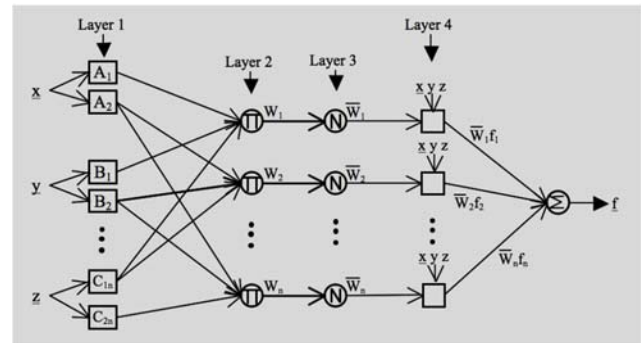 Layer 1
Layer 4
Layer 2
Layer 3
x
A₁
A₂
x y z
Π
W₁
N
W̅₁
W̅₁f₁
y
B₁
B₂
x y z
Π
W₂
N
W̅₂
W̅₂f₂
Σ
f
z
C₁ₙ
C₂ₙ
x y z
Π
Wₙ
N
W̅ₙ
W̅ₙfₙ